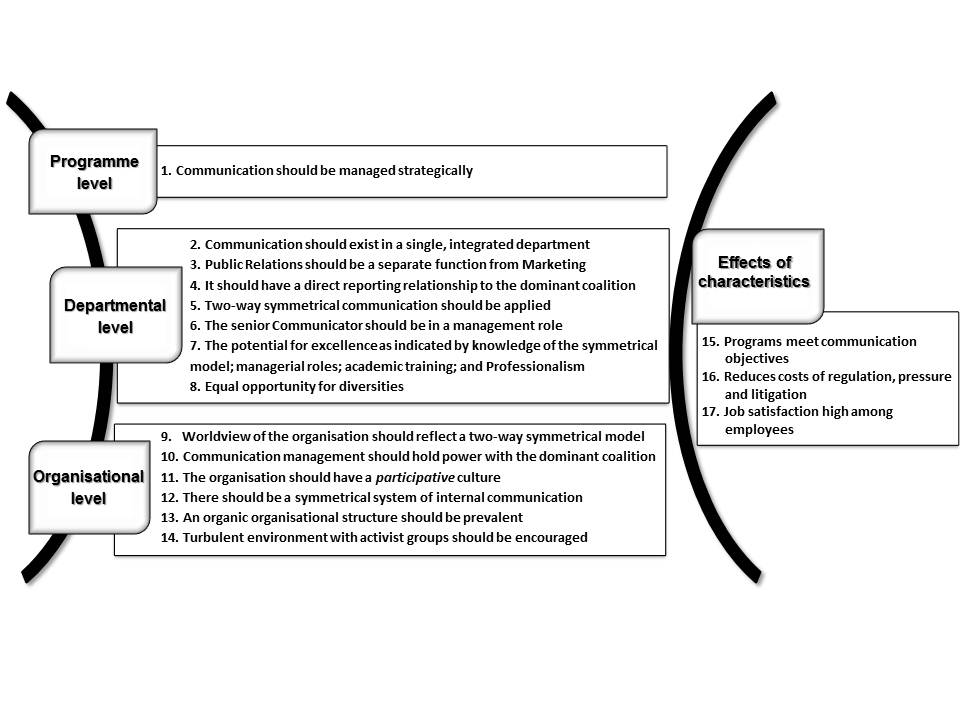 Programme
level
1. Communication should be managed strategically
Departmental
level
2. Communication should exist in a single, integrated department
3. Public Relations should be a separate function from Marketing
4. It should have a direct reporting relationship to the dominant coalition
5. Two-way symmetrical communication should be applied
6. The senior Communicator should be in a management role
7. The potential for excellence as indicated by knowledge of the symmetrical
model; managerial roles; academic training; and Professionalism
8. Equal opportunity for diversities
Organisational
level
9. Worldview of the organisation should reflect a two-way symmetrical model
10. Communication management should hold power with the dominant coalition
11. The organisation should have a participative culture
12. There should be a symmetrical system of internal communication
13. An organic organisational structure should be prevalent
14. Turbulent environment with activist groups should be encouraged
Effects of
characteristics
15. Programs meet communication
objectives
16. Reduces costs of regulation, pressure
and litigation
17. Job satisfaction high among
employees